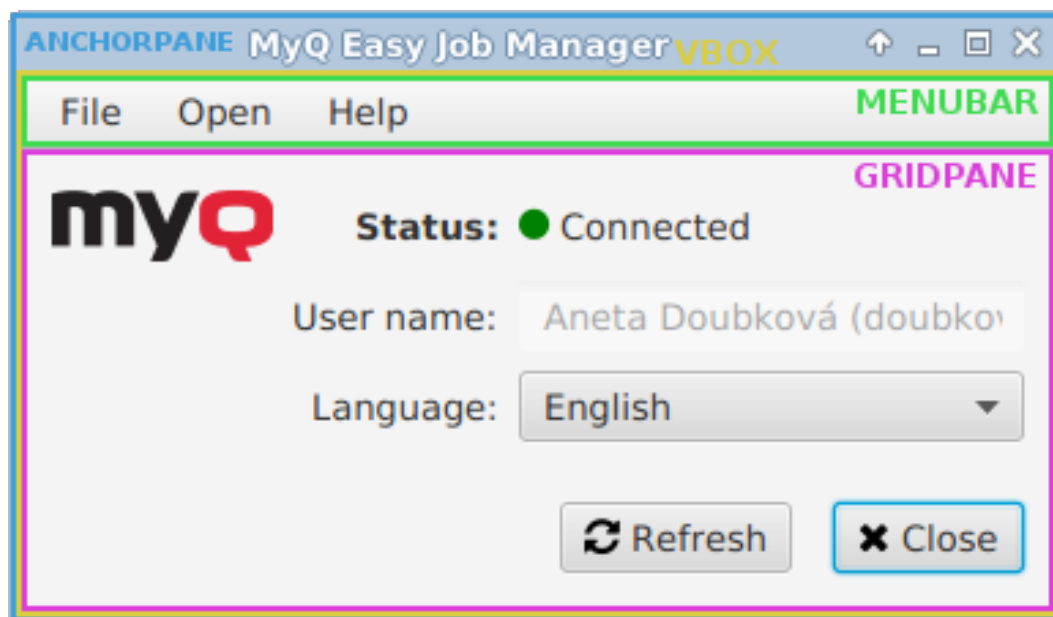 ANCHORPANE MyQ Easy Job Manager VBOX
File Open Help MENUBAR
GRIDPANE
myQ Status: Connected
User name: Aneta Doubková (doubkov
Language: English
Refresh Close